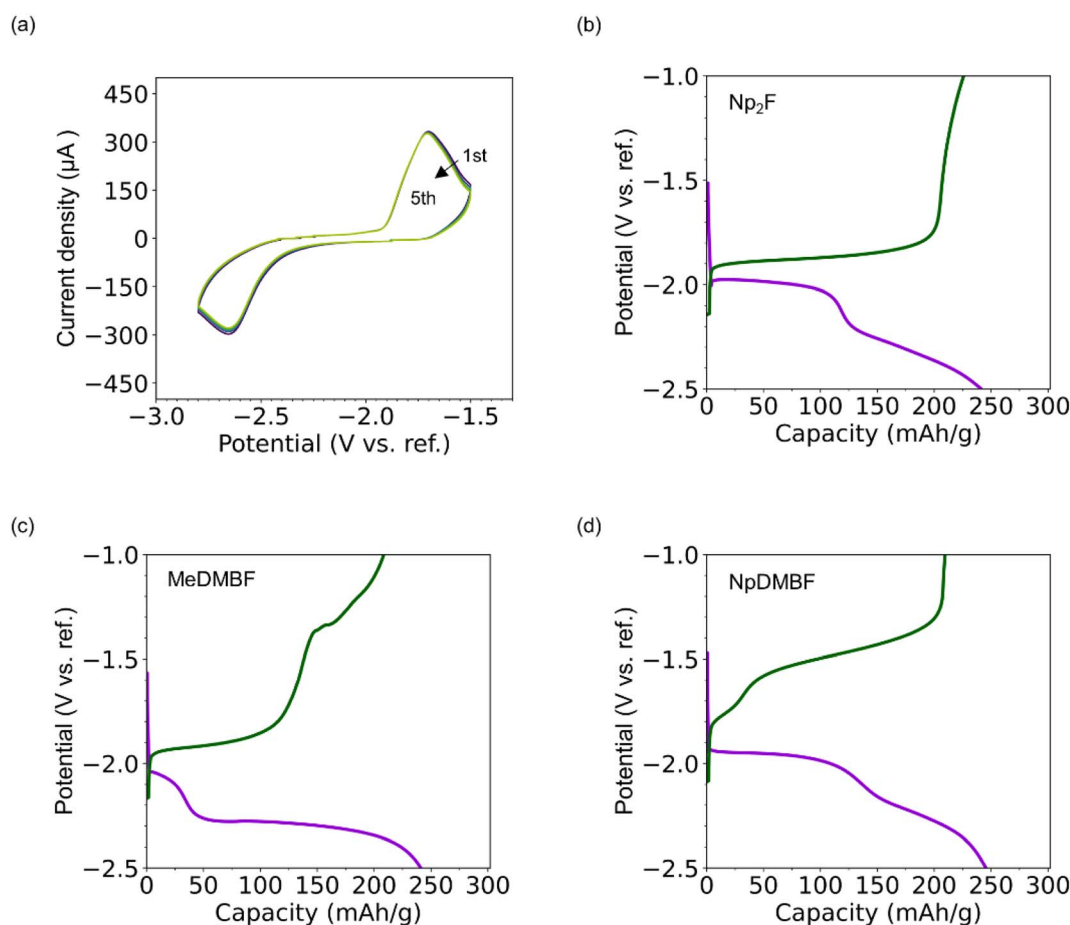 (a)
450
300
150
0
−150
−300
−450
−3.0 −2.5 −2.0 −1.5
Current density (µA)
Potential (V vs. ref.)
1st
5th
(b)
−1.0
−1.5
−2.0
−2.5
0 50 100 150 200 250 300
Potential (V vs. ref.)
Capacity (mAh/g)
Np₂F
(c)
−1.0
−1.5
−2.0
−2.5
0 50 100 150 200 250 300
Potential (V vs. ref.)
Capacity (mAh/g)
MeDMBF
(d)
−1.0
−1.5
−2.0
−2.5
0 50 100 150 200 250 300
Potential (V vs. ref.)
Capacity (mAh/g)
NpDMBF